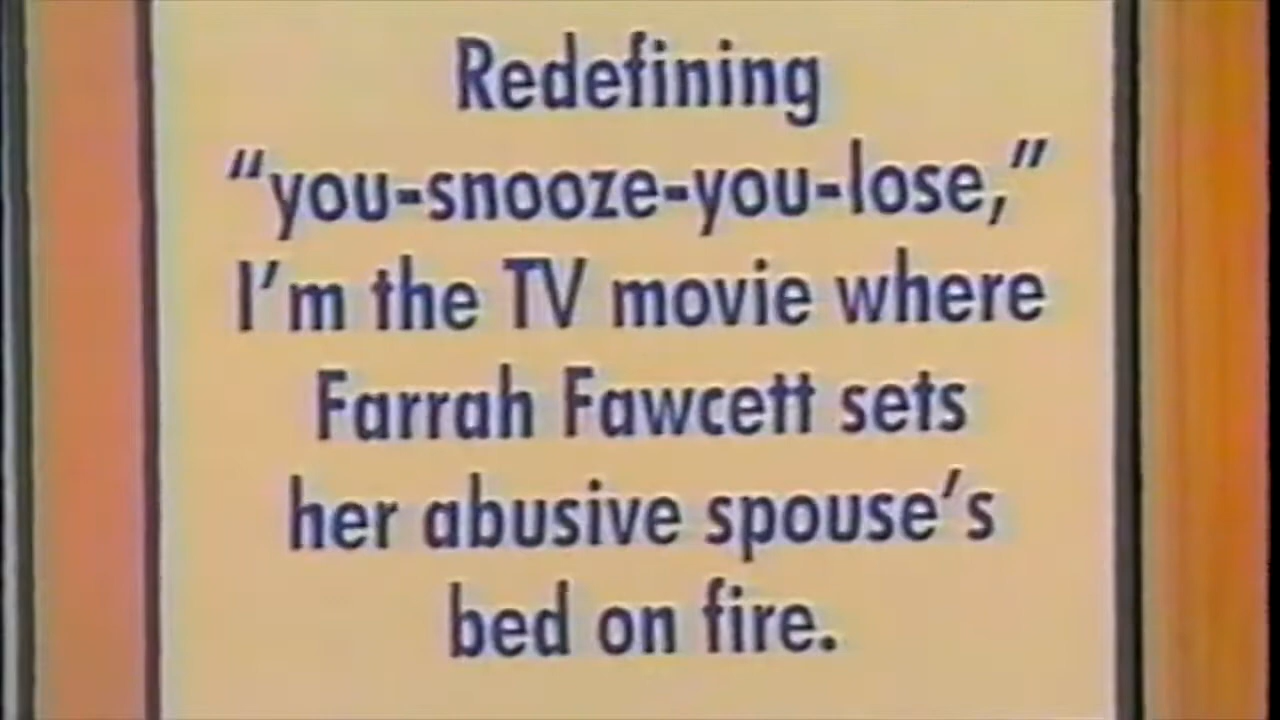 Redefining
“you-snooze-you-lose,”
I’m the TV movie where
Farrah Fawcett sets
her abusive spouse’s
bed on fire.